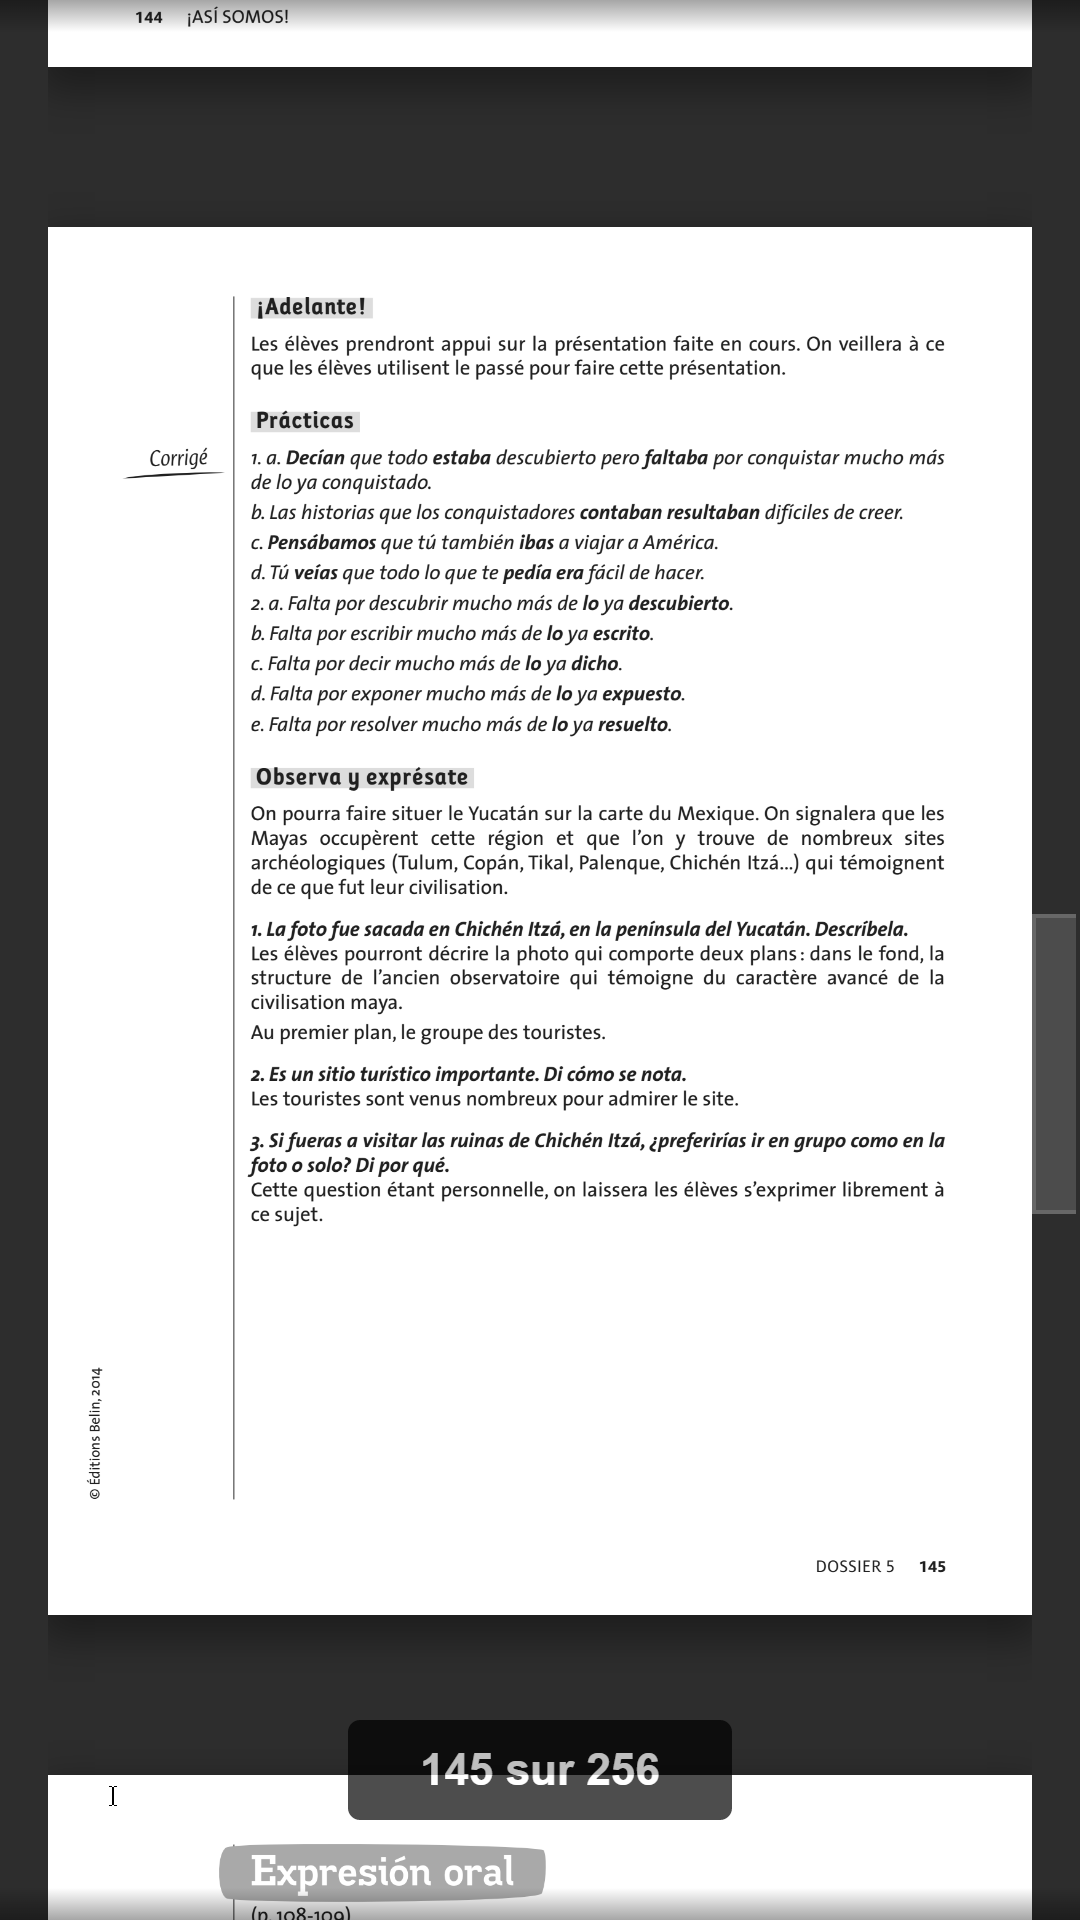 144 ¡ASÍ SOMOS!
¡Adelante!
Les élèves prendront appui sur la présentation faite en cours. On veillera à ce
que les élèves utilisent le passé pour faire cette présentation.
Prácticas
Corrigé
1. a. Decían que todo estaba descubierto pero faltaba por conquistar mucho más
de lo ya conquistado.
b. Las historias que los conquistadores contaban resultaban difíciles de creer.
c. Pensábamos que tú también ibas a viajar a América.
d. Tú veías que todo lo que te pedía era fácil de hacer.
2. a. Falta por descubrir mucho más de lo ya descubierto.
b. Falta por escribir mucho más de lo ya escrito.
c. Falta por decir mucho más de lo ya dicho.
d. Falta por exponer mucho más de lo ya expuesto.
e. Falta por resolver mucho más de lo ya resuelto.
Observa y exprésate
On pourra faire situer le Yucatán sur la carte du Mexique. On signalera que les
Mayas occupèrent cette région et que l’on y trouve de nombreux sites
archéologiques (Tulum, Copán, Tikal, Palenque, Chichén Itzá…) qui témoignent
de ce que fut leur civilisation.
1. La foto fue sacada en Chichén Itzá, en la península del Yucatán. Descríbela.
Les élèves pourront décrire la photo qui comporte deux plans : dans le fond, la
structure de l’ancien observatoire qui témoigne du caractère avancé de la
civilisation maya.
Au premier plan, le groupe des touristes.
2. Es un sitio turístico importante. Di cómo se nota.
Les touristes sont venus nombreux pour admirer le site.
3. Si fueras a visitar las ruinas de Chichén Itzá, ¿preferirías ir en grupo como en la
foto o solo? Di por qué.
Cette question étant personnelle, on laissera les élèves s’exprimer librement à
ce sujet.
© Éditions Belin, 2014
DOSSIER 5 145
145 sur 256
Expresión oral
(p. 108-109)